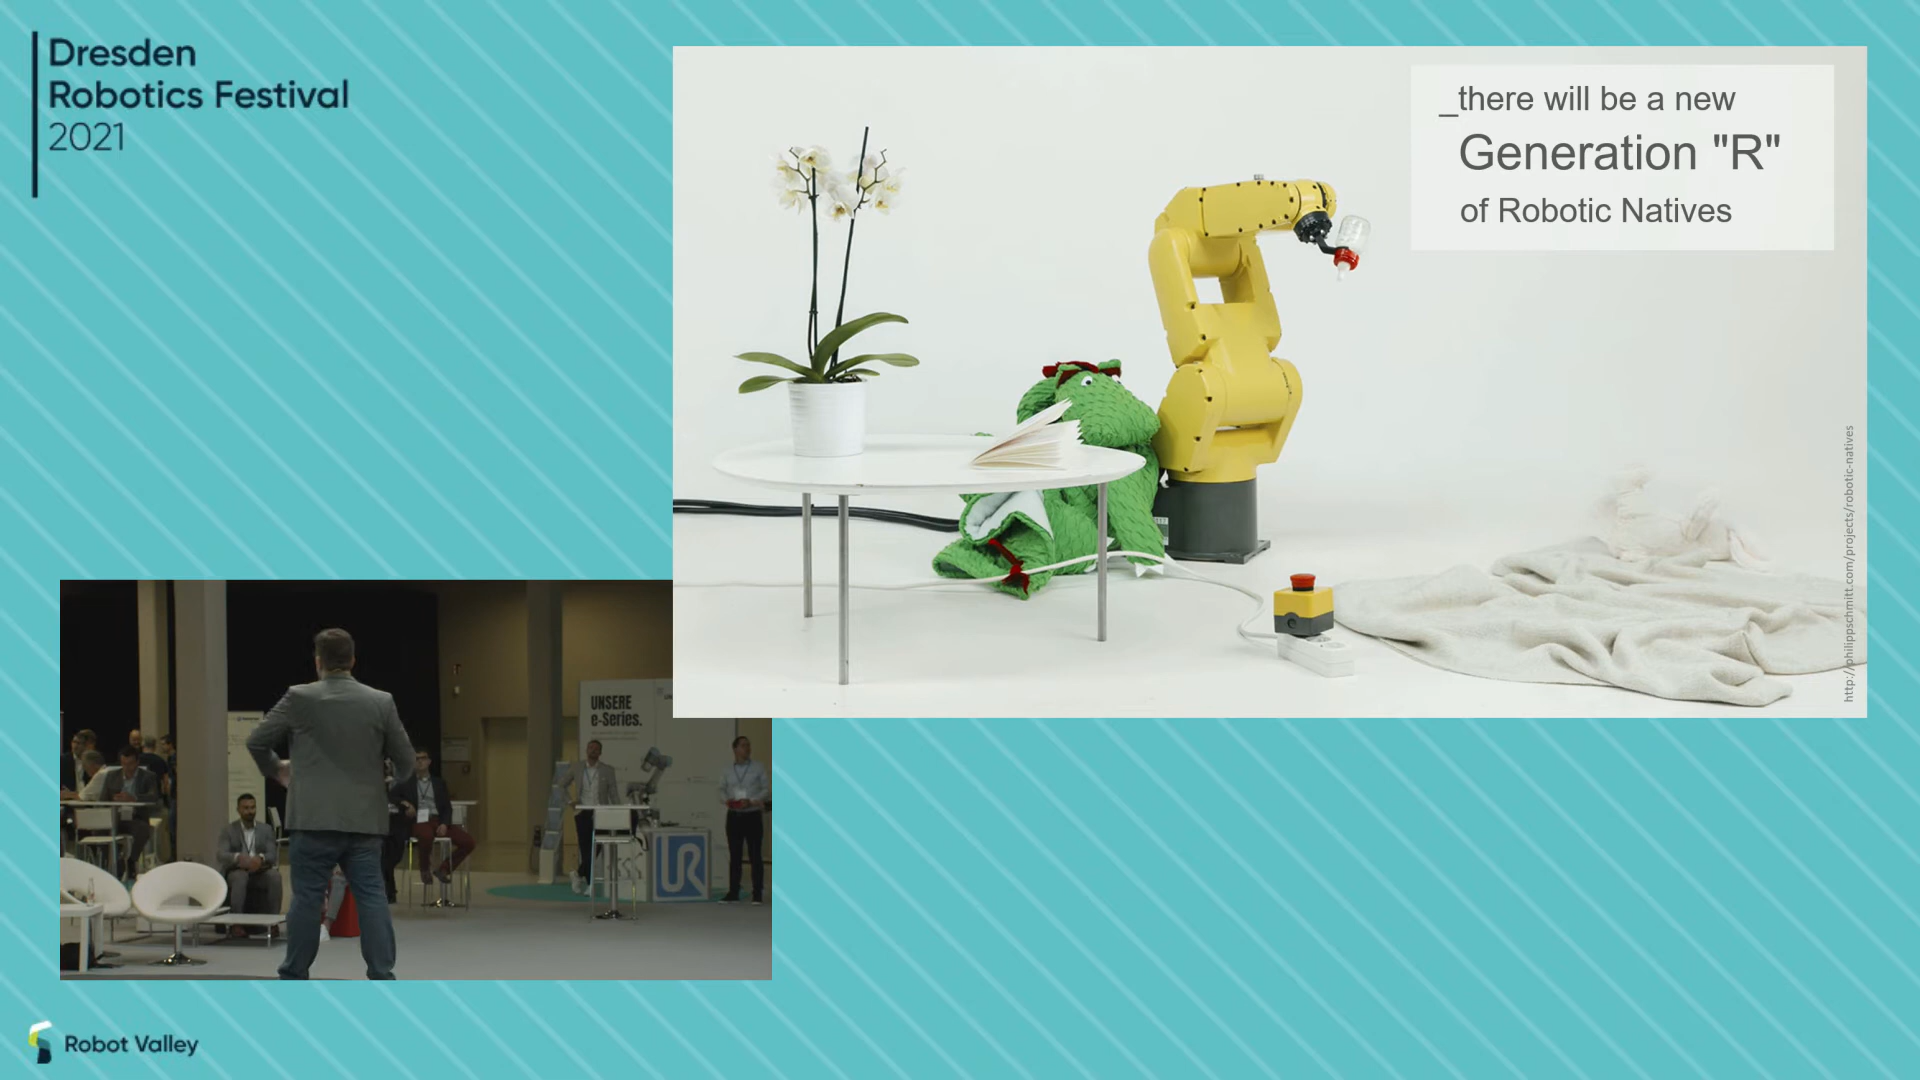 Dresden
Robotics Festival
2021
_there will be a new
Generation "R"
of Robotic Natives
http://philippschmitt.com/projects/robotic-natives
UNSERE
e-Series.
UR
Robot Valley